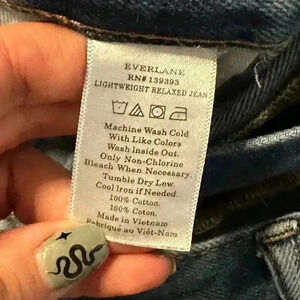 EVERLANE
RN# 139393
LIGHTWEIGHT RELAXED JEAN
Machine Wash Cold
With Like Colors
Wash Inside Out.
Only Non-Chlorine
Bleach When Necessary.
Tumble Dry Low.
Cool Iron if Needed.
100% Cotton.
100% Coton.
Made in Vietnam
Fabriqué au Viêt-Nam